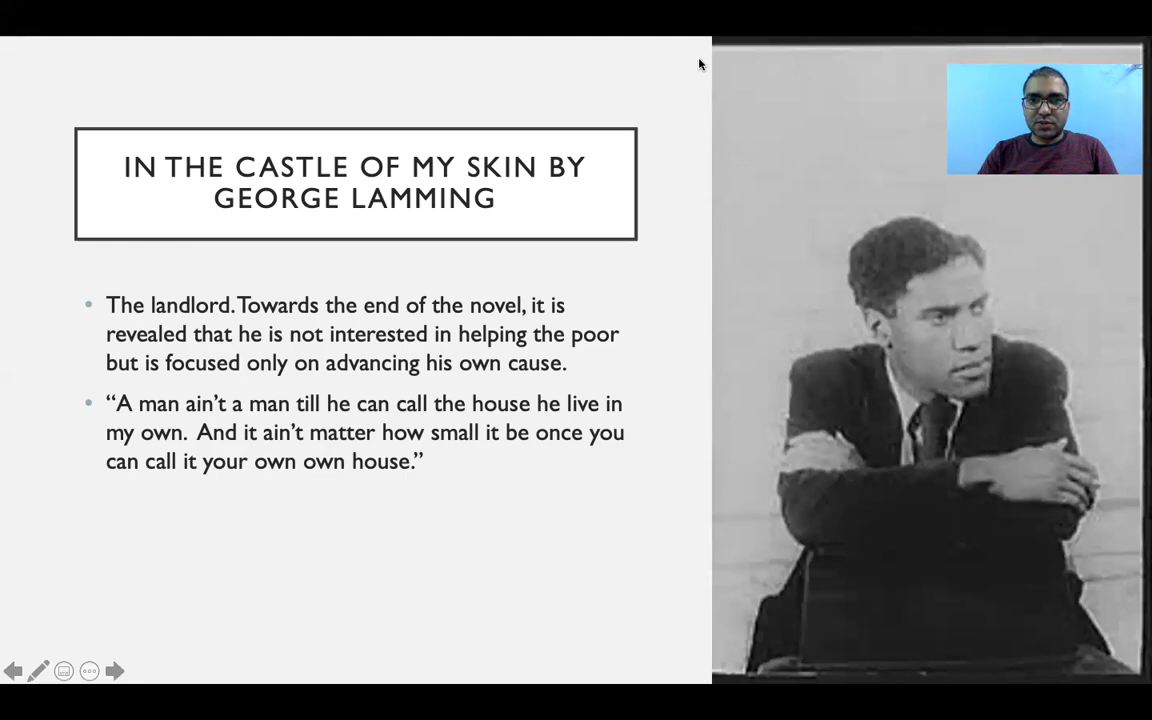 IN THE CASTLE OF MY SKIN BY
GEORGE LAMMING
The landlord. Towards the end of the novel, it is
revealed that he is not interested in helping the poor
but is focused only on advancing his own cause.
“A man ain’t a man till he can call the house he live in
my own.  And it ain’t matter how small it be once you
can call it your own own house.”